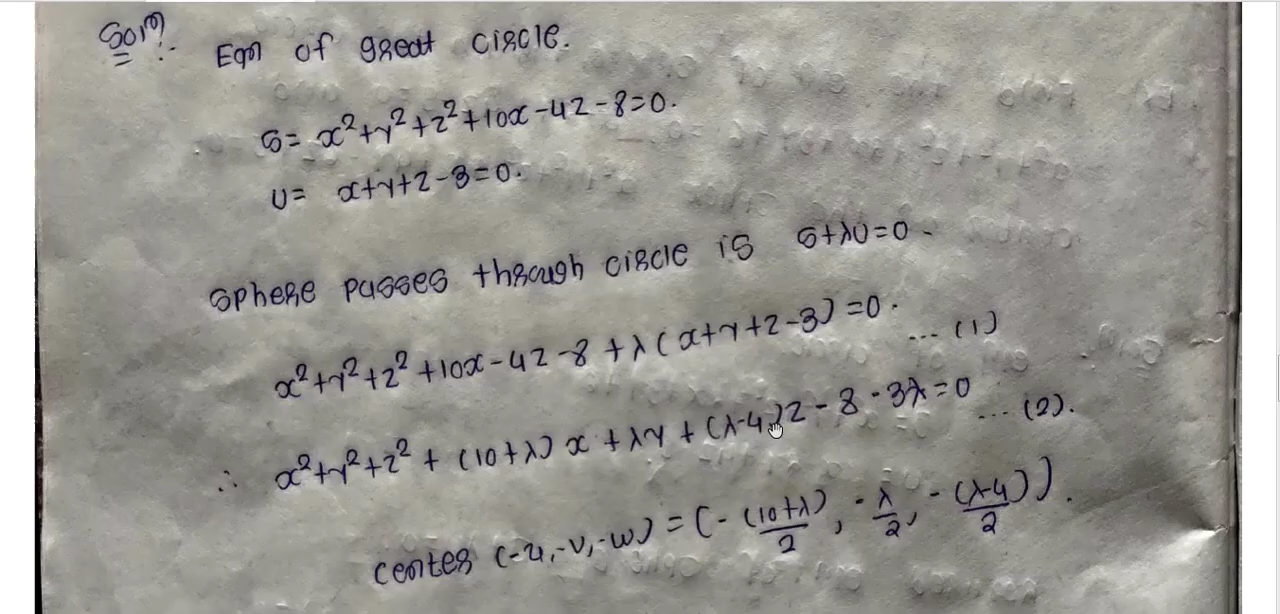 Soln. Eqn of great circle.
S= x²+y²+z²+10x-4z-8=0.
U= x+y+z-3=0.
Sphere passes through circle is S+λU=0.
x²+y²+z²+10x-4z-8+λ(x+y+z-3)=0. ... (1)
∴ x²+y²+z²+(10+λ)x+λy+(λ-4)z-8-3λ=0 ... (2).
center (-u,-v,-w) = (-(10+λ)/2, -λ/2, -(λ-4)/2).